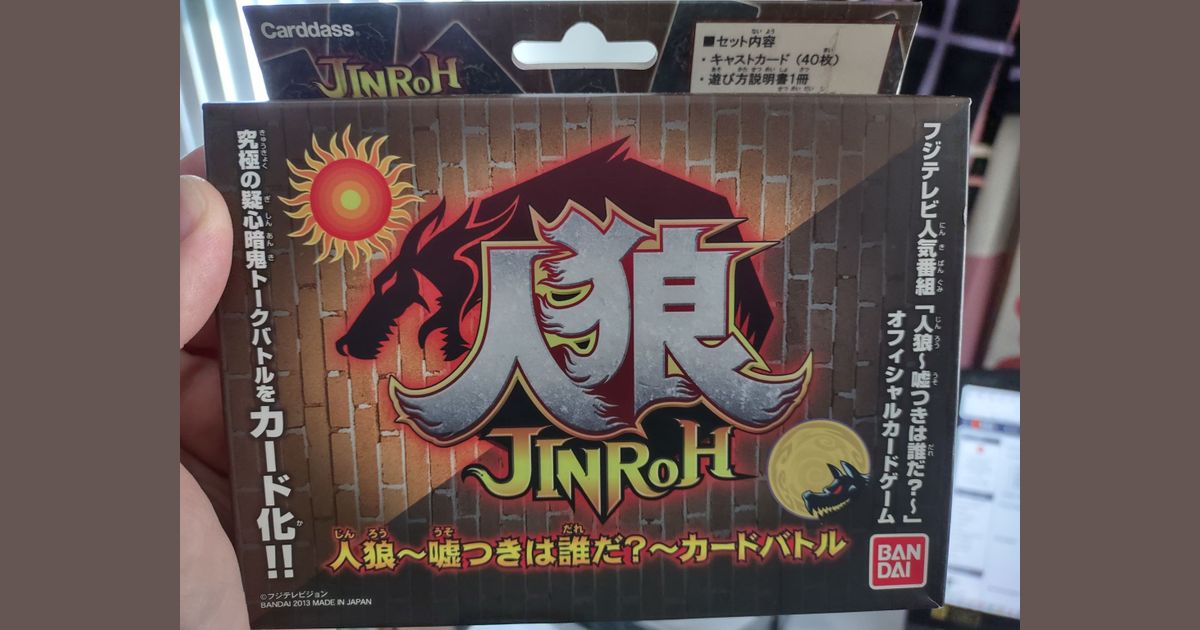 Carddass®
JINRoH
■セット内容
・キャストカード(40枚)
・遊び方説明書1冊
究極の疑心暗鬼トークバトルをカード化!!
フジテレビ人気番組「人狼〜嘘つきは誰だ?〜」
オフィシャルカードゲーム
人狼
JINRoH
人狼〜嘘つきは誰だ?〜カードバトル
BAN
DAI
©フジテレビジョン
BANDAI 2013 MADE IN JAPAN